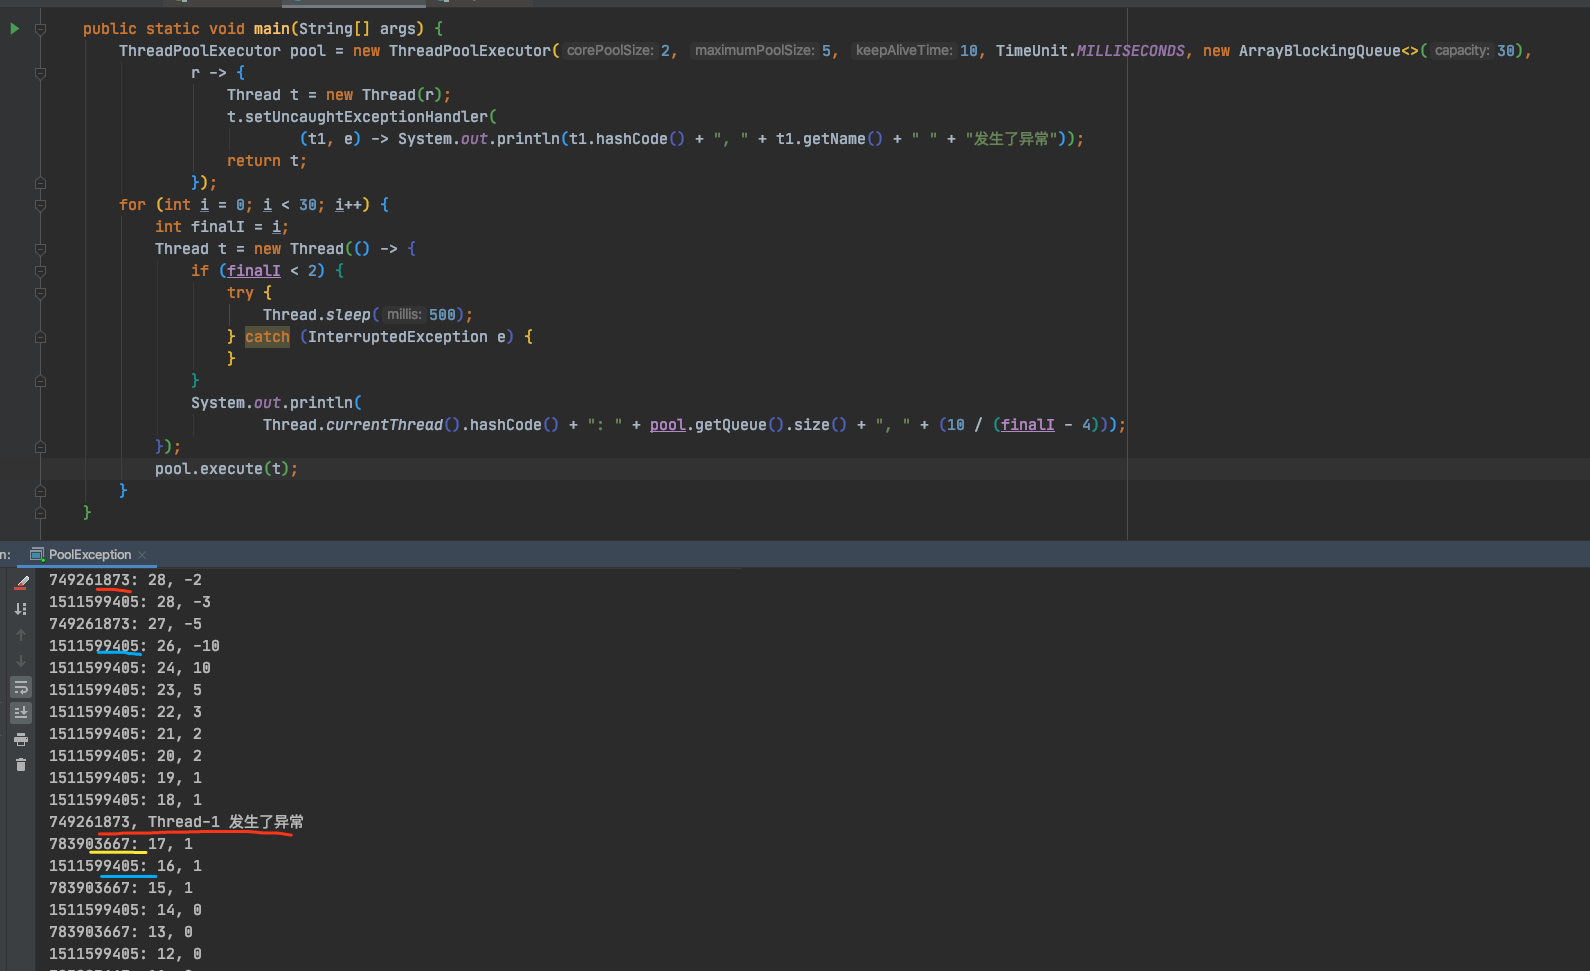 public static void main(String[] args) {
ThreadPoolExecutor pool = new ThreadPoolExecutor( corePoolSize: 2, maximumPoolSize: 5, keepAliveTime: 10, TimeUnit.MILLISECONDS, new ArrayBlockingQueue<>( capacity: 30),
r -> {
Thread t = new Thread(r);
t.setUncaughtExceptionHandler(
(t1, e) -> System.out.println(t1.hashCode() + ", " + t1.getName() + " " + "发生了异常"));
return t;
});
for (int i = 0; i < 30; i++) {
int finalI = i;
Thread t = new Thread(() -> {
if (finalI < 2) {
try {
Thread.sleep( millis: 500);
} catch (InterruptedException e) {
}
}
System.out.println(
Thread.currentThread().hashCode() + ": " + pool.getQueue().size() + ", " + (10 / (finalI - 4)));
});
pool.execute(t);
}
}
n: PoolException ×
749261873: 28, -2
1511599405: 28, -3
749261873: 27, -5
1511599405: 26, -10
1511599405: 24, 10
1511599405: 23, 5
1511599405: 22, 3
1511599405: 21, 2
1511599405: 20, 2
1511599405: 19, 1
1511599405: 18, 1
749261873, Thread-1 发生了异常
783903667: 17, 1
1511599405: 16, 1
783903667: 15, 1
1511599405: 14, 0
783903667: 13, 0
1511599405: 12, 0